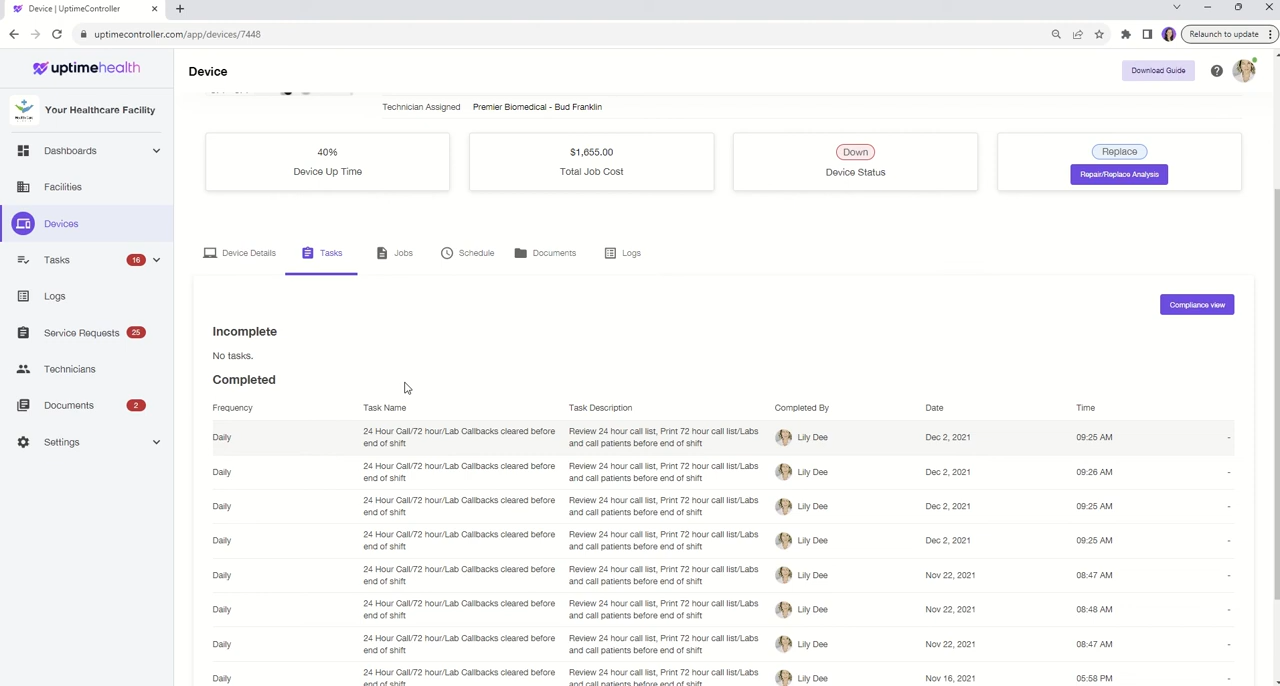 Device | UptimeController
uptimecontroller.com/app/devices/7448
Relaunch to update
uptimehealth
Device
Download Guide
Your Healthcare Facility
Dashboards
Facilities
Devices
Tasks 16
Logs
Service Requests 25
Technicians
Documents 2
Settings
Technician Assigned Premier Biomedical - Bud Franklin
40%
Device Up Time
$1,655.00
Total Job Cost
Down
Device Status
Replace
Repair/Replace Analysis
Device Details Tasks Jobs Schedule Documents Logs
Compliance view
Incomplete
No tasks.
Completed
Frequency Task Name Task Description Completed By Date Time
Daily 24 Hour Call/72 hour/Lab Callbacks cleared before Review 24 hour call list, Print 72 hour call list/Labs Lily Dee Dec 2, 2021 09:25 AM -
end of shift and call patients before end of shift
Daily 24 Hour Call/72 hour/Lab Callbacks cleared before Review 24 hour call list, Print 72 hour call list/Labs Lily Dee Dec 2, 2021 09:26 AM -
end of shift and call patients before end of shift
Daily 24 Hour Call/72 hour/Lab Callbacks cleared before Review 24 hour call list, Print 72 hour call list/Labs Lily Dee Dec 2, 2021 09:25 AM -
end of shift and call patients before end of shift
Daily 24 Hour Call/72 hour/Lab Callbacks cleared before Review 24 hour call list, Print 72 hour call list/Labs Lily Dee Dec 2, 2021 09:25 AM -
end of shift and call patients before end of shift
Daily 24 Hour Call/72 hour/Lab Callbacks cleared before Review 24 hour call list, Print 72 hour call list/Labs Lily Dee Nov 22, 2021 08:47 AM -
end of shift and call patients before end of shift
Daily 24 Hour Call/72 hour/Lab Callbacks cleared before Review 24 hour call list, Print 72 hour call list/Labs Lily Dee Nov 22, 2021 08:48 AM -
end of shift and call patients before end of shift
Daily 24 Hour Call/72 hour/Lab Callbacks cleared before Review 24 hour call list, Print 72 hour call list/Labs Lily Dee Nov 22, 2021 08:47 AM -
end of shift and call patients before end of shift
Daily 24 Hour Call/72 hour/Lab Callbacks cleared before Review 24 hour call list, Print 72 hour call list/Labs Lily Dee Nov 16, 2021 05:58 PM -
end of shift and call patients before end of shift